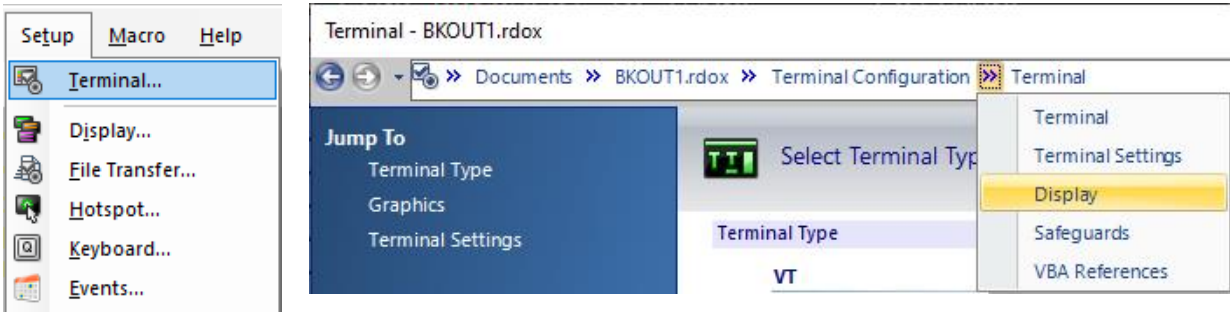 Setup Macro Help
Terminal...
Display...
File Transfer...
Hotspot...
Keyboard...
Events...
Terminal - BKOUT1.rdox
» Documents » BKOUT1.rdox » Terminal Configuration » Terminal
Jump To
Terminal Type
Graphics
Terminal Settings
Select Terminal Typ
Terminal Type
VT
Terminal
Terminal Settings
Display
Safeguards
VBA References